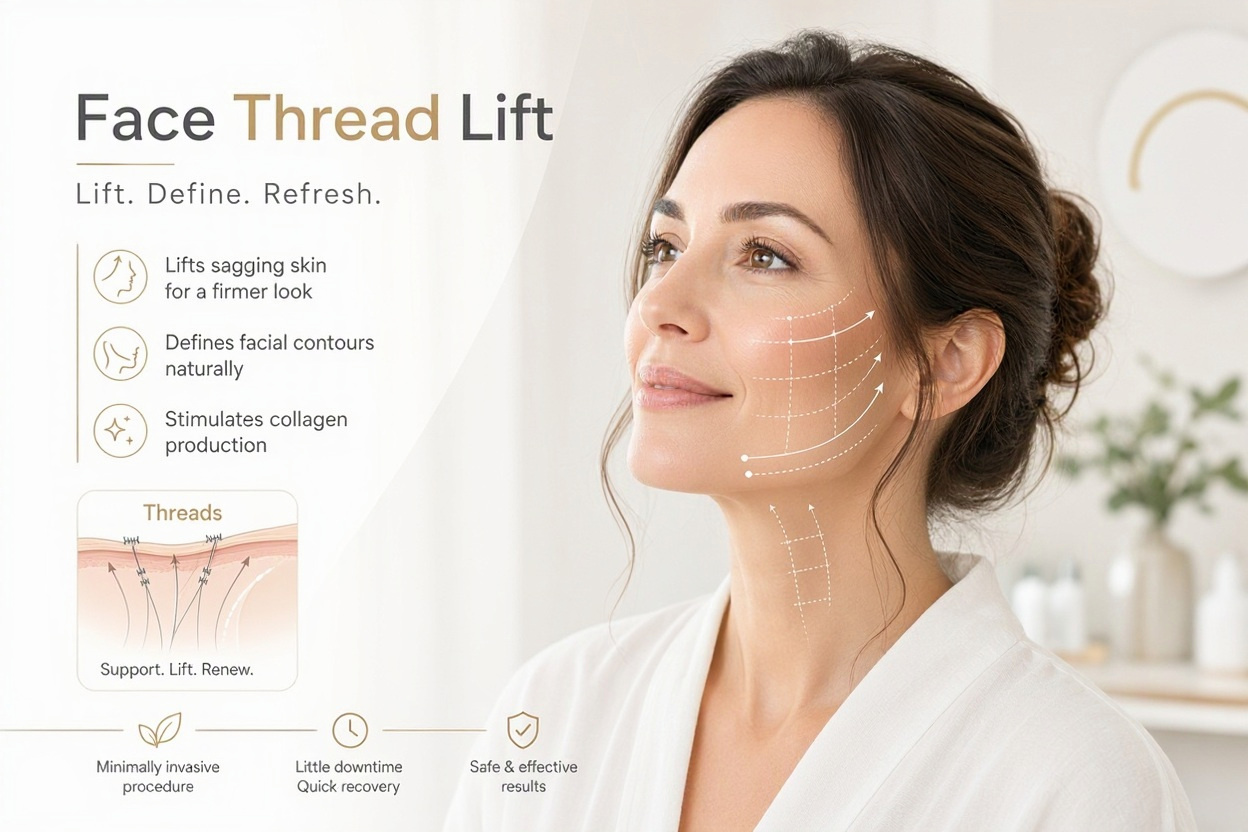 Face Thread Lift
Lift. Define. Refresh.
Lifts sagging skin
for a firmer look
Defines facial contours
naturally
Stimulates collagen
production
Threads
Support. Lift. Renew.
Minimally invasive
procedure
Little downtime
Quick recovery
Safe & effective
results